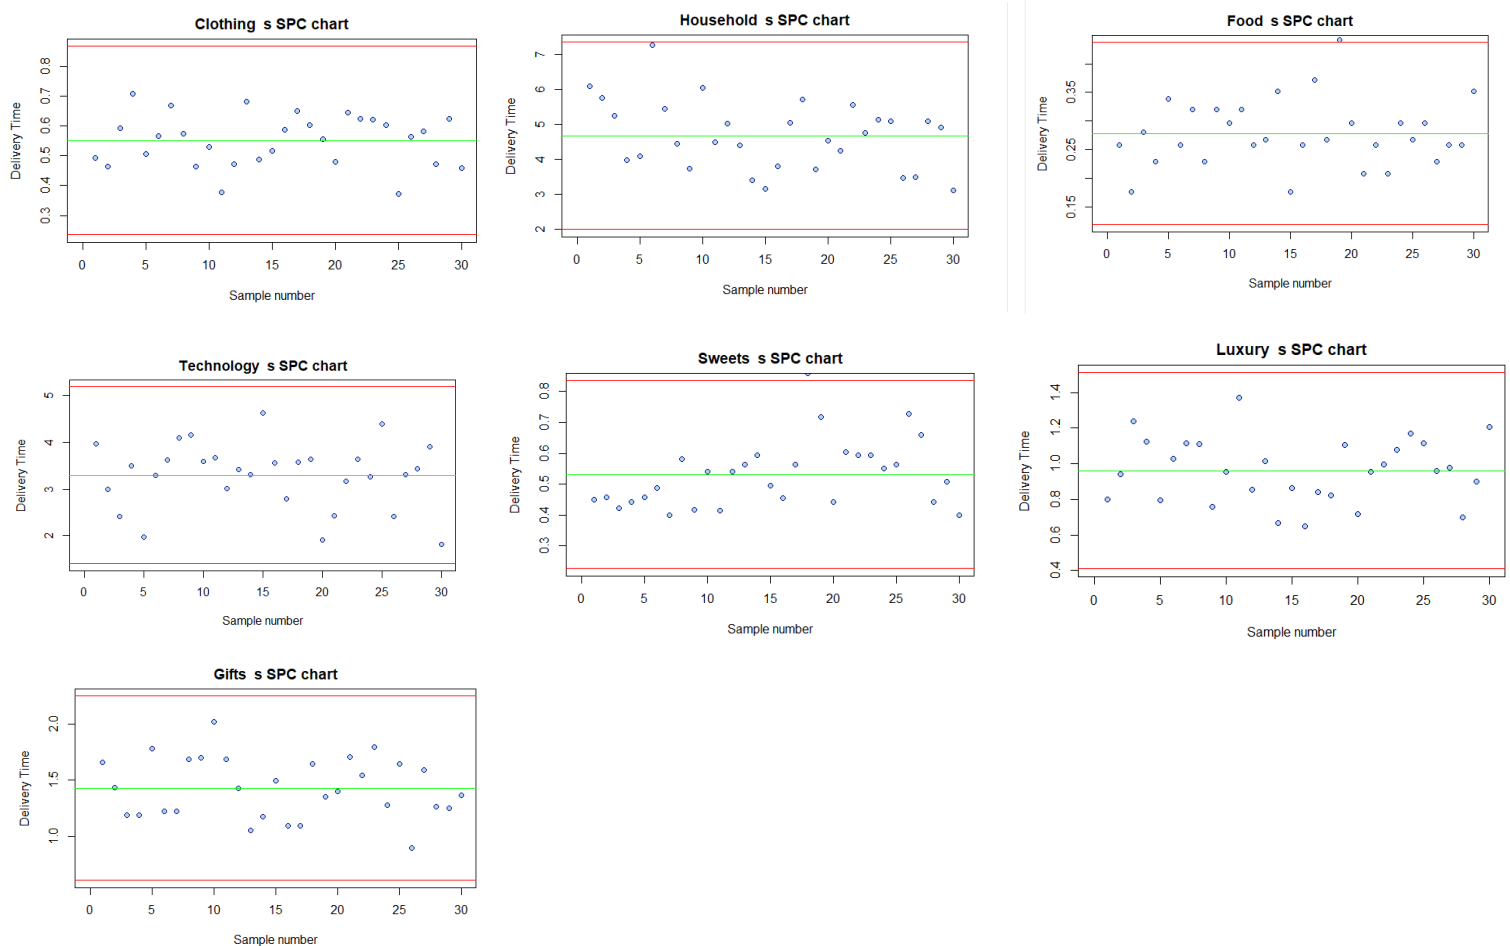 Clothing s SPC chart
Delivery Time
0.8
0.7
0.6
0.5
0.4
0.3
0 5 10 15 20 25 30
Sample number
Household s SPC chart
Delivery Time
7
6
5
4
3
2
0 5 10 15 20 25 30
Sample number
Food s SPC chart
Delivery Time
0.35
0.25
0.15
0 5 10 15 20 25 30
Sample number
Technology s SPC chart
Delivery Time
5
4
3
2
0 5 10 15 20 25 30
Sample number
Sweets s SPC chart
Delivery Time
0.8
0.7
0.6
0.5
0.4
0.3
0 5 10 15 20 25 30
Sample number
Luxury s SPC chart
Delivery Time
1.4
1.2
1.0
0.8
0.6
0.4
0 5 10 15 20 25 30
Sample number
Gifts s SPC chart
Delivery Time
2.0
1.5
1.0
0 5 10 15 20 25 30
Sample number